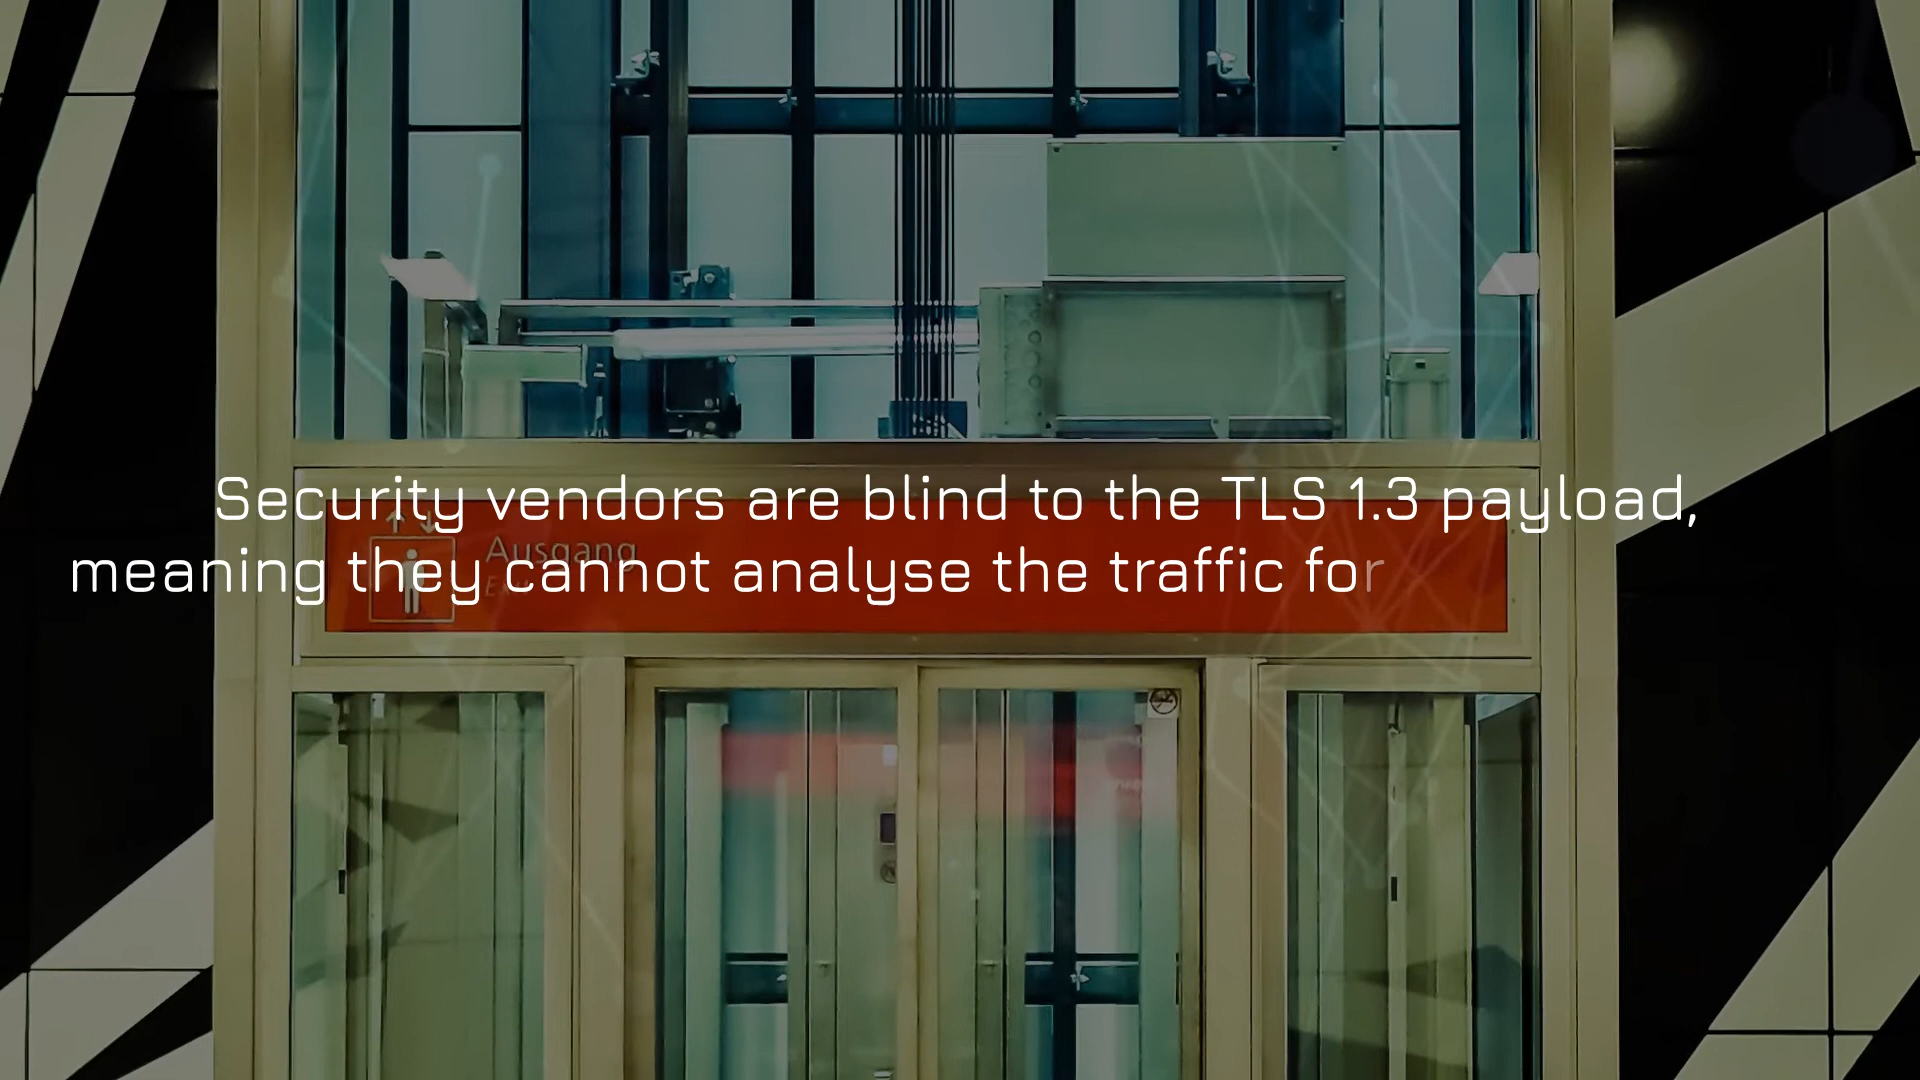 Security vendors are blind to the TLS 1.3 payload,
meaning they cannot analyse the traffic for
Ausgang